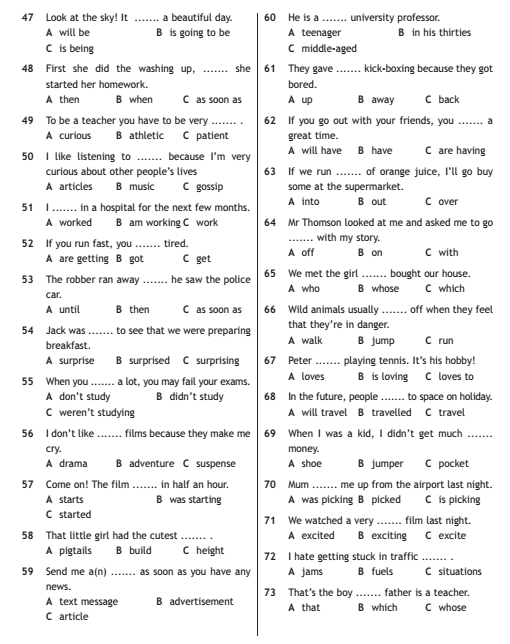 47 Look at the sky! It ....... a beautiful day.
A will be B is going to be
C is being
48 First she did the washing up, ....... she
started her homework.
A then B when C as soon as
49 To be a teacher you have to be very ....... .
A curious B athletic C patient
50 I like listening to ....... because I'm very
curious about other people's lives
A articles B music C gossip
51 I ....... in a hospital for the next few months.
A worked B am working C work
52 If you run fast, you ....... tired.
A are getting B got C get
53 The robber ran away ....... he saw the police
car.
A until B then C as soon as
54 Jack was ....... to see that we were preparing
breakfast.
A surprise B surprised C surprising
55 When you ....... a lot, you may fail your exams.
A don't study B didn't study
C weren't studying
56 I don't like ....... films because they make me
cry.
A drama B adventure C suspense
57 Come on! The film ....... in half an hour.
A starts B was starting
C started
58 That little girl had the cutest ....... .
A pigtails B build C height
59 Send me a(n) ....... as soon as you have any
news.
A text message B advertisement
C article
60 He is a ....... university professor.
A teenager B in his thirties
C middle-aged
61 They gave ....... kick-boxing because they got
bored.
A up B away C back
62 If you go out with your friends, you ....... a
great time.
A will have B have C are having
63 If we run ....... of orange juice, I'll go buy
some at the supermarket.
A into B out C over
64 Mr Thomson looked at me and asked me to go
....... with my story.
A off B on C with
65 We met the girl ....... bought our house.
A who B whose C which
66 Wild animals usually ....... off when they feel
that they're in danger.
A walk B jump C run
67 Peter ....... playing tennis. It's his hobby!
A loves B is loving C loves to
68 In the future, people ....... to space on holiday.
A will travel B travelled C travel
69 When I was a kid, I didn't get much .......
money.
A shoe B jumper C pocket
70 Mum ....... me up from the airport last night.
A was picking B picked C is picking
71 We watched a very ....... film last night.
A excited B exciting C excite
72 I hate getting stuck in traffic ....... .
A jams B fuels C situations
73 That's the boy ....... father is a teacher.
A that B which C whose